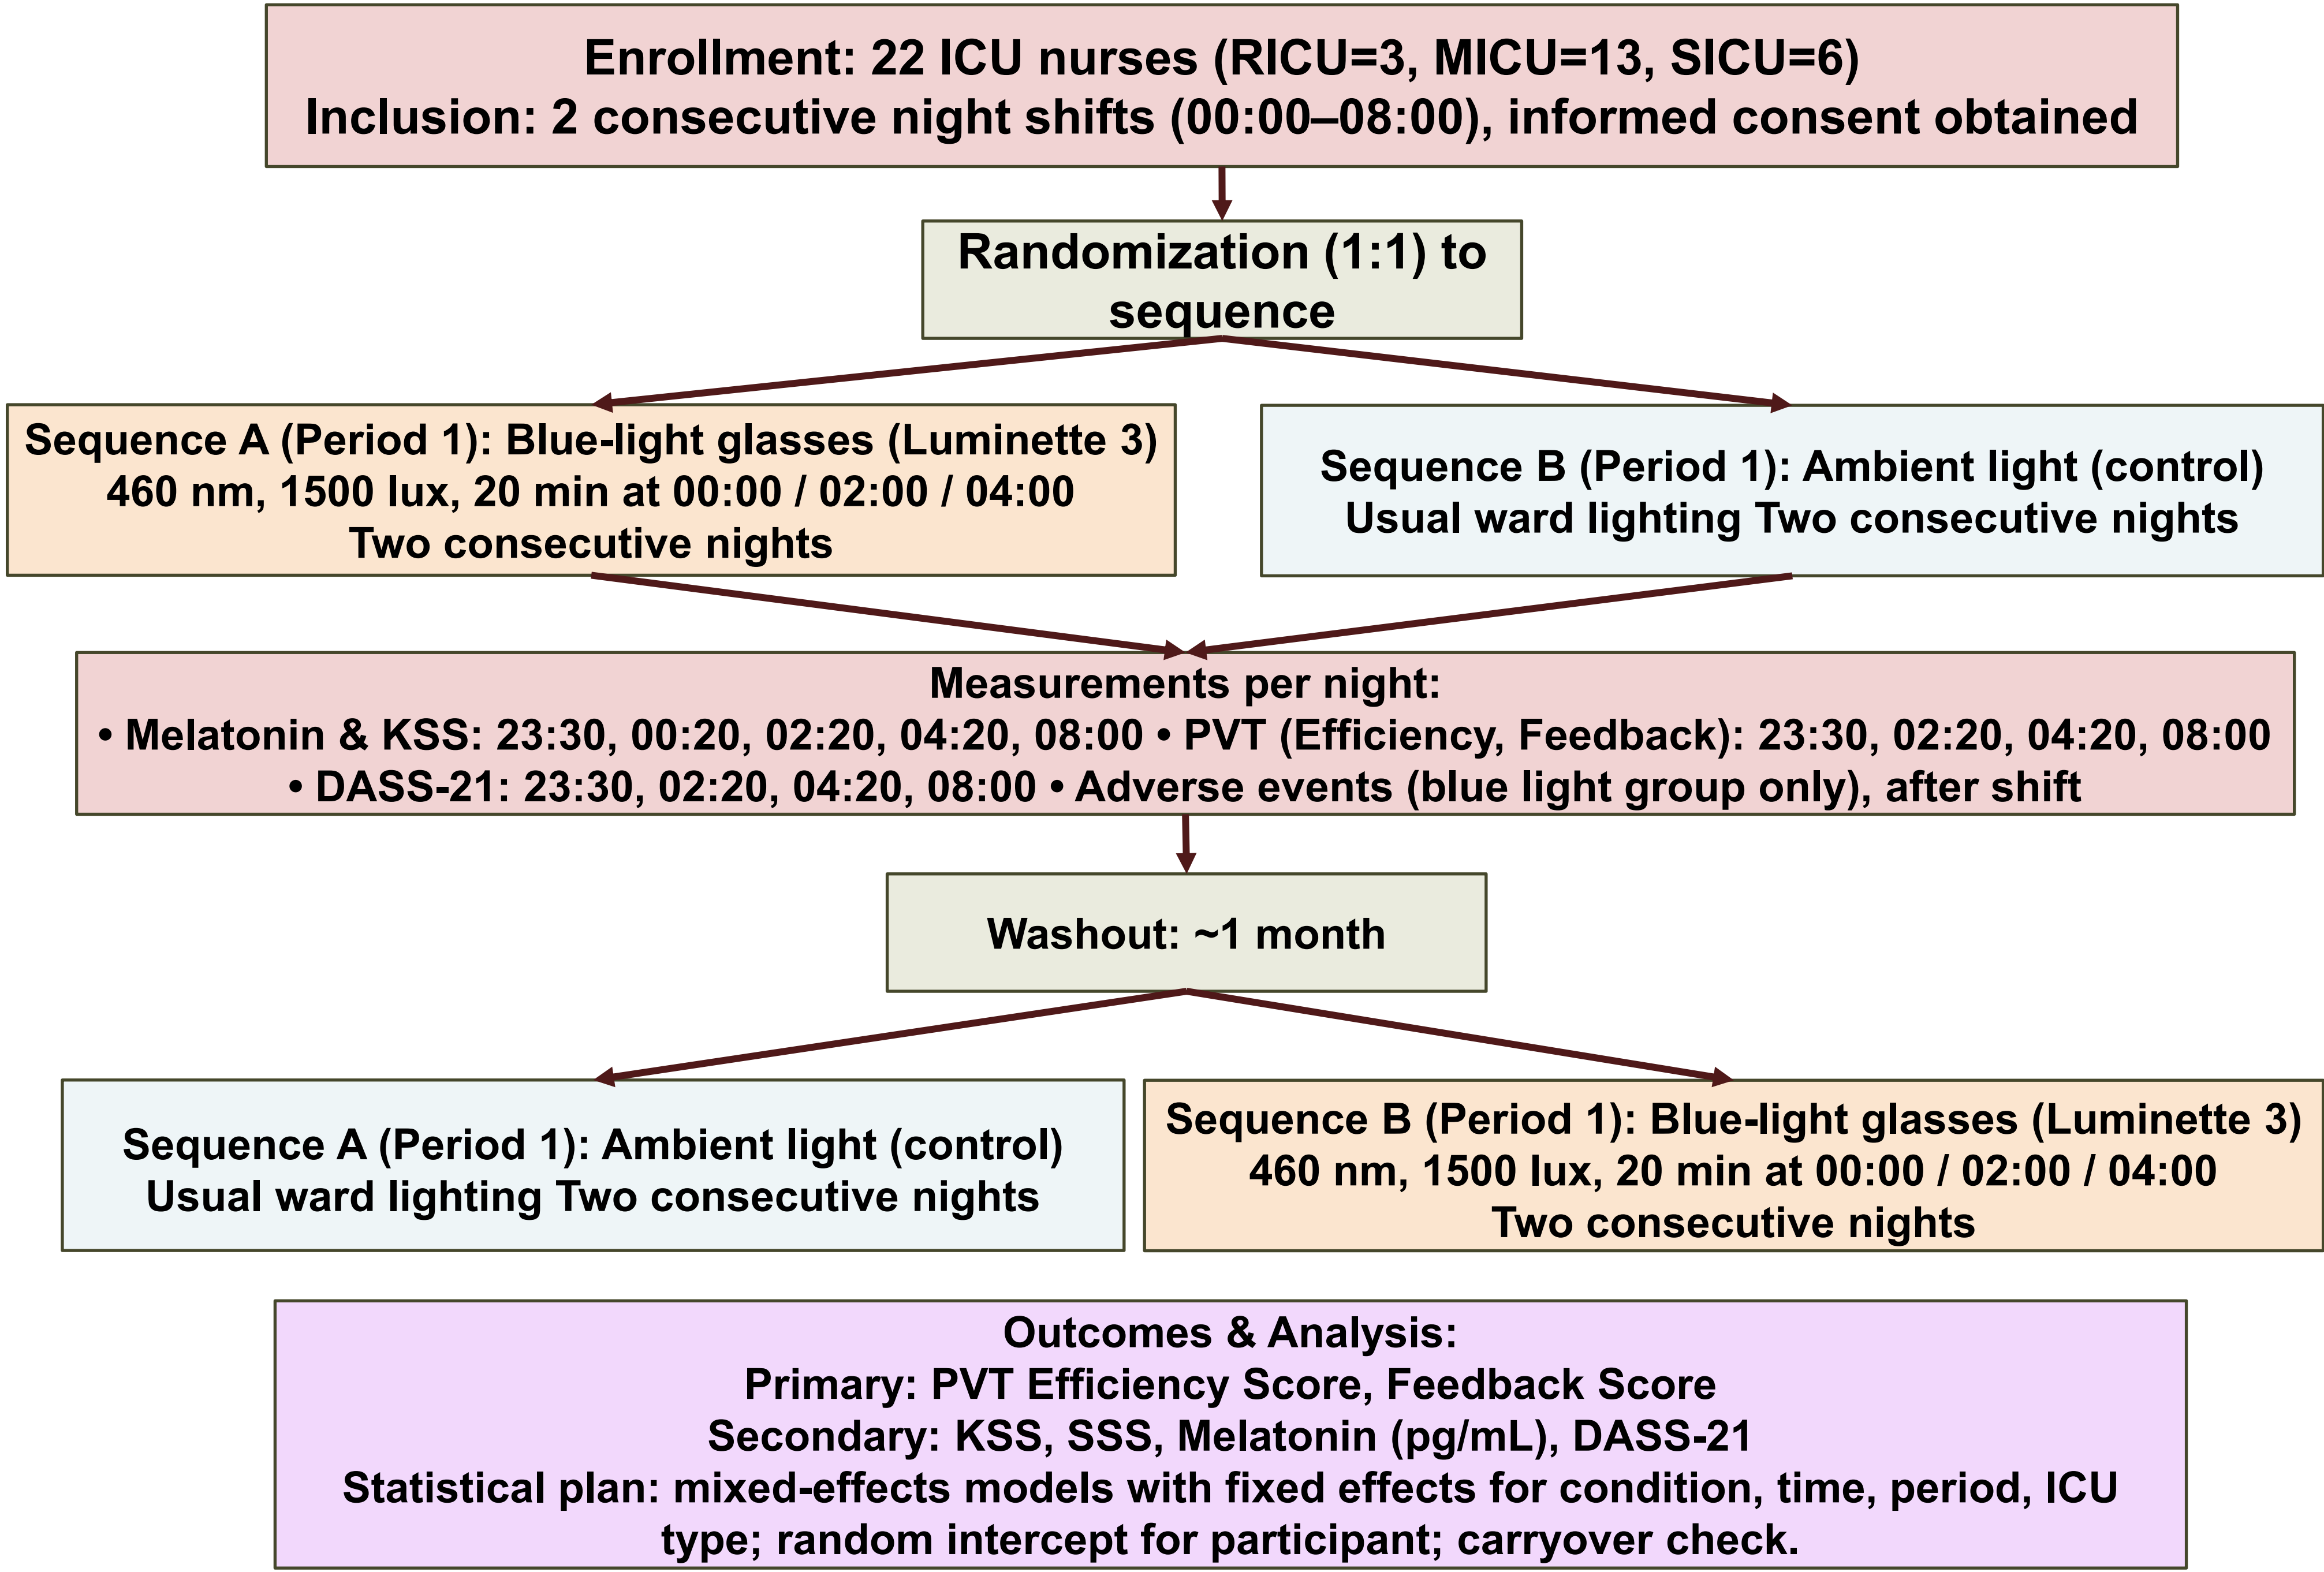 Enrollment: 22 ICU nurses (RICU=3, MICU=13, SICU=6)
Inclusion: 2 consecutive night shifts (00:00–08:00), informed consent obtained
Randomization (1:1) to
sequence
Sequence A (Period 1): Blue-light glasses (Luminette 3)
460 nm, 1500 lux, 20 min at 00:00 / 02:00 / 04:00
Two consecutive nights
Sequence B (Period 1): Ambient light (control)
Usual ward lighting Two consecutive nights
Measurements per night:
• Melatonin & KSS: 23:30, 00:20, 02:20, 04:20, 08:00 • PVT (Efficiency, Feedback): 23:30, 02:20, 04:20, 08:00
• DASS-21: 23:30, 02:20, 04:20, 08:00 • Adverse events (blue light group only), after shift
Washout: ~1 month
Sequence A (Period 1): Ambient light (control)
Usual ward lighting Two consecutive nights
Sequence B (Period 1): Blue-light glasses (Luminette 3)
460 nm, 1500 lux, 20 min at 00:00 / 02:00 / 04:00
Two consecutive nights
Outcomes & Analysis:
Primary: PVT Efficiency Score, Feedback Score
Secondary: KSS, SSS, Melatonin (pg/mL), DASS-21
Statistical plan: mixed-effects models with fixed effects for condition, time, period, ICU
type; random intercept for participant; carryover check.